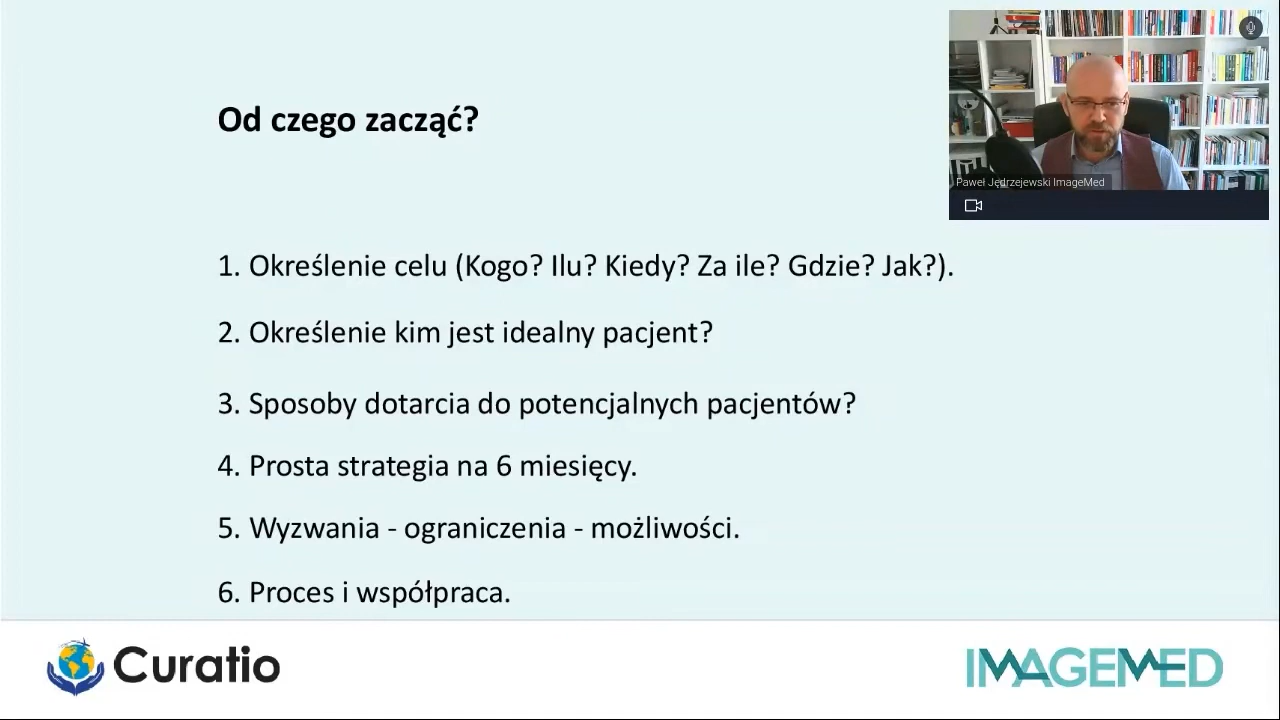 Od czego zacząć?
Paweł Jędrzejewski ImageMed
1. Określenie celu (Kogo? Ilu? Kiedy? Za ile? Gdzie? Jak?).
2. Określenie kim jest idealny pacjent?
3. Sposoby dotarcia do potencjalnych pacjentów?
4. Prosta strategia na 6 miesięcy.
5. Wyzwania - ograniczenia - możliwości.
6. Proces i współpraca.
Curatio
IMAGEMED